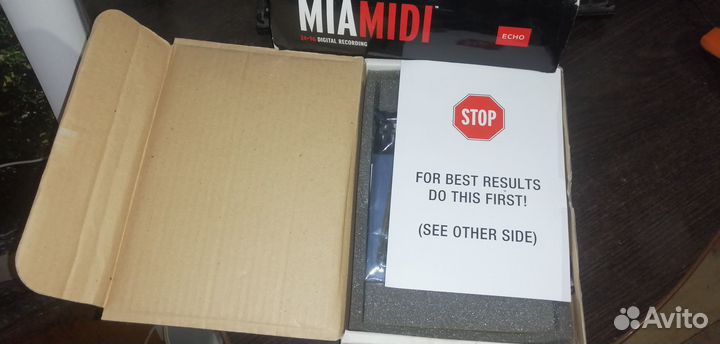 MIAMIDI
24•96 DIGITAL RECORDING
ECHO
STOP
FOR BEST RESULTS
DO THIS FIRST!
(SEE OTHER SIDE)
Avito